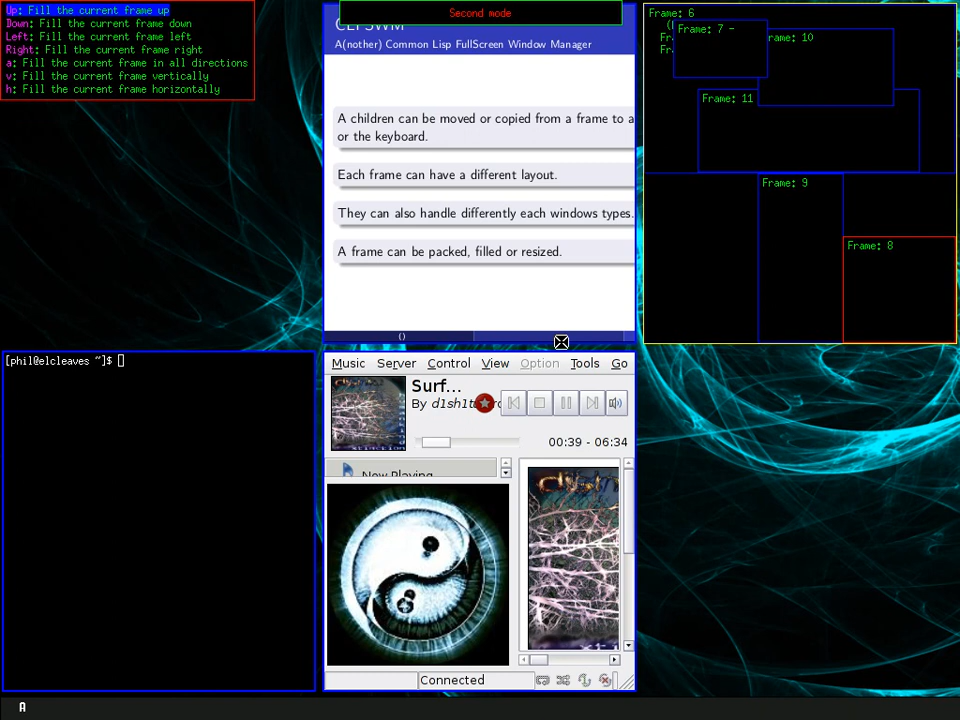 Up: Fill the current frame up
Down: Fill the current frame down
Left: Fill the current frame left
Right: Fill the current frame right
a: Fill the current frame in all directions
v: Fill the current frame vertically
h: Fill the current frame horizontally
Second mode
A(nother) Common Lisp FullScreen Window Manager
A children can be moved or copied from a frame to a
or the keyboard.
Each frame can have a different layout.
They can also handle differently each windows types.
A frame can be packed, filled or resized.
()
Frame: 6
Frame: 7 -
rame: 10
Frame: 11
Frame: 9
Frame: 8
[phil@elcleaves ~]$
Music Server Control View Option Tools Go
Surf...
By
00:39 - 06:34
Now Playing
Connected
A